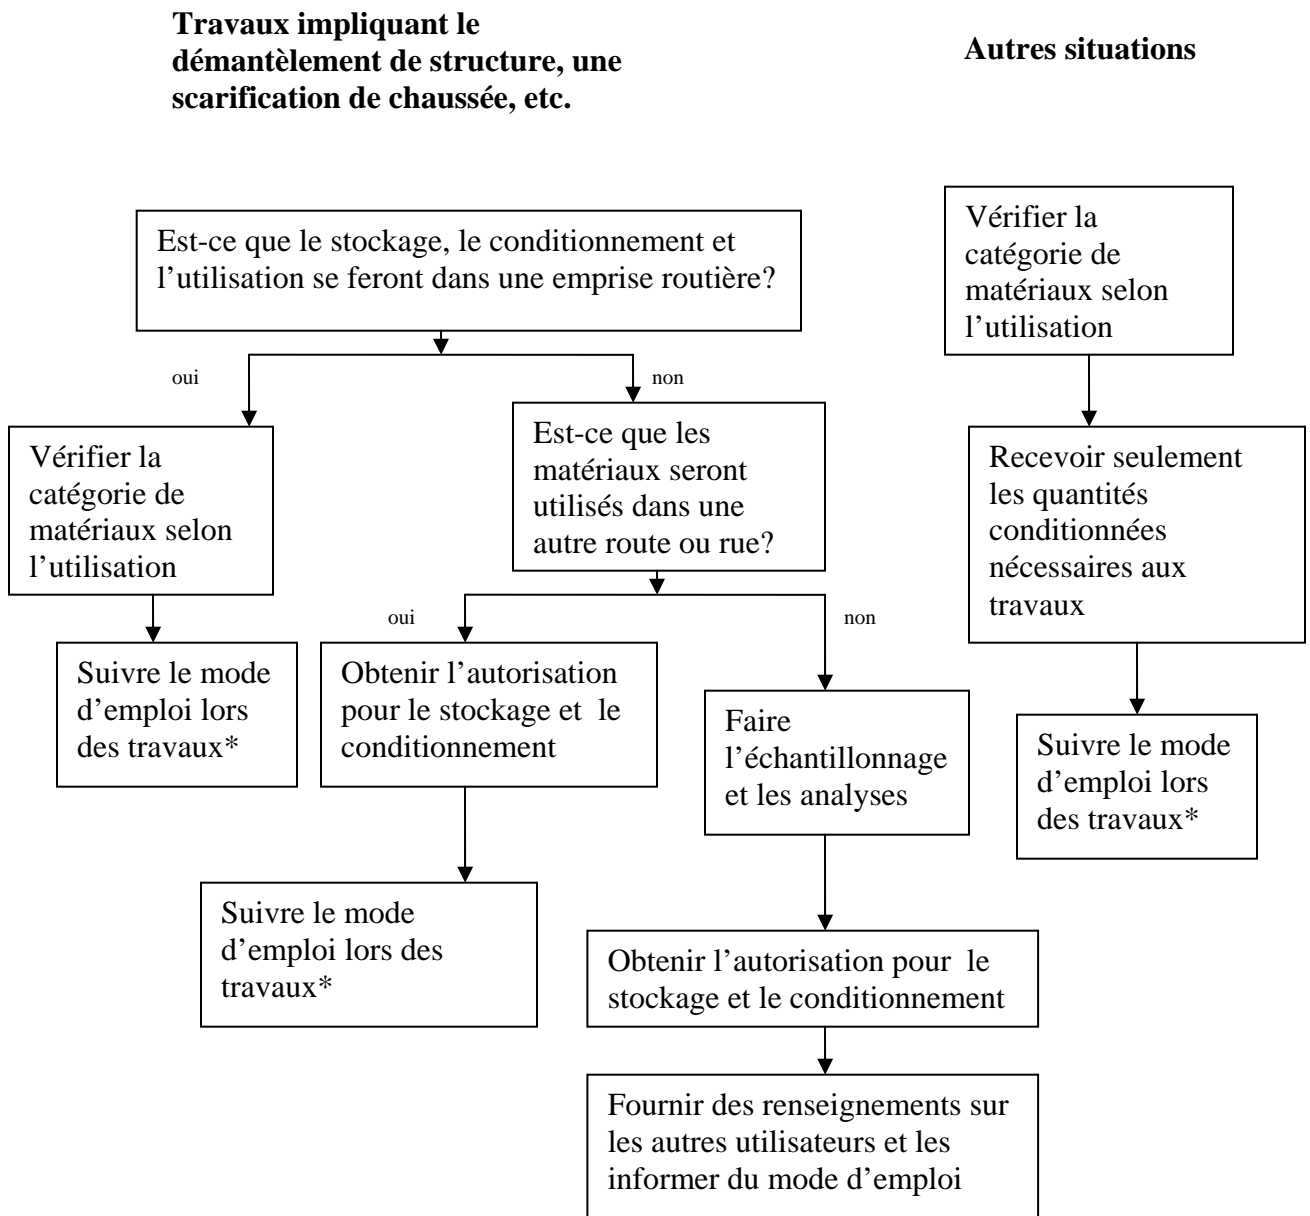 Travaux impliquant le
démantèlement de structure, une
scarification de chaussée, etc.
Autres situations
Est-ce que le stockage, le conditionnement et
l’utilisation se feront dans une emprise routière?
oui
non
Vérifier la
catégorie de
matériaux selon
l’utilisation
Suivre le mode
d’emploi lors
des travaux*
Est-ce que les
matériaux seront
utilisés dans une
autre route ou rue?
oui
non
Obtenir l’autorisation
pour le stockage et  le
conditionnement
Suivre le mode
d’emploi lors des
travaux*
Faire
l’échantillonnage
et les analyses
Obtenir l’autorisation pour  le
stockage et le conditionnement
Fournir des renseignements sur
les autres utilisateurs et les
informer du mode d’emploi
Vérifier la
catégorie de
matériaux selon
l’utilisation
Recevoir seulement
les quantités
conditionnées
nécessaires aux
travaux
Suivre le mode
d’emploi lors
des travaux*